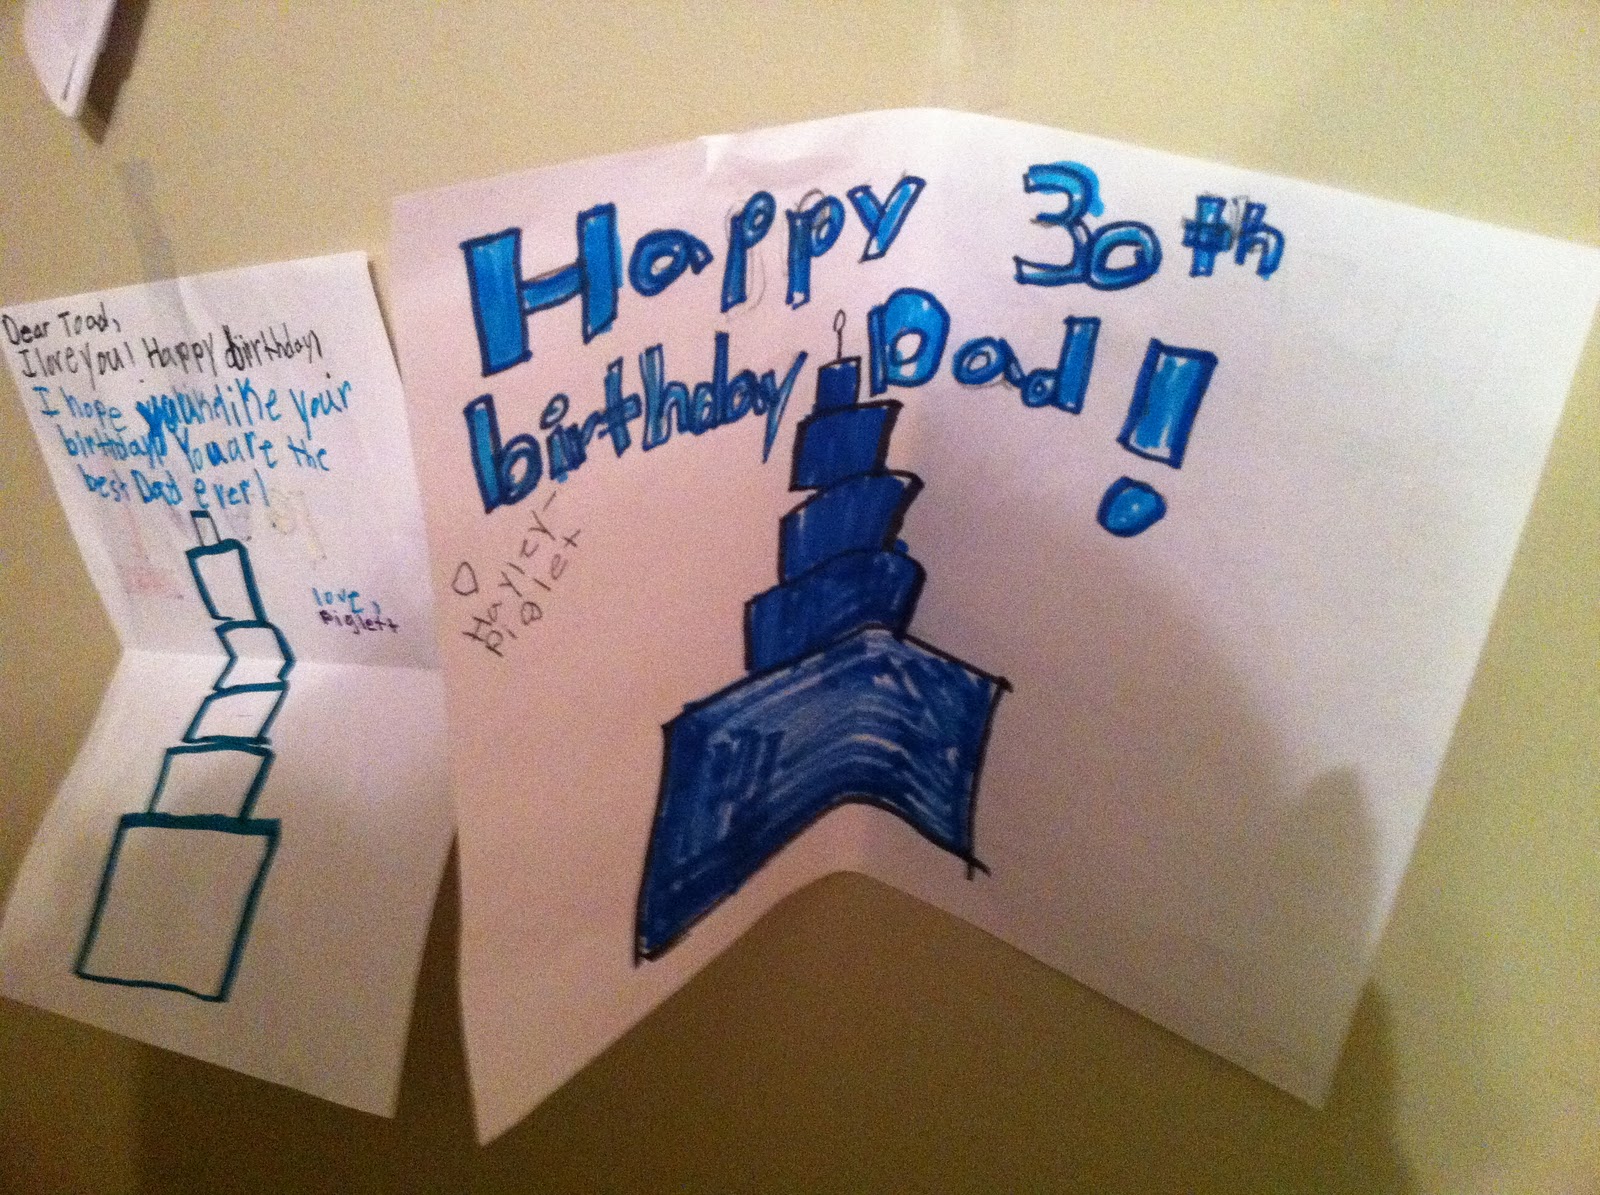 Dear Toad,
I love you! Happy birthday!
I hope you like your
birthday! You are the
best Dad ever!
love,
Piglett
Happy 30th
birthday Dad!
Piglet